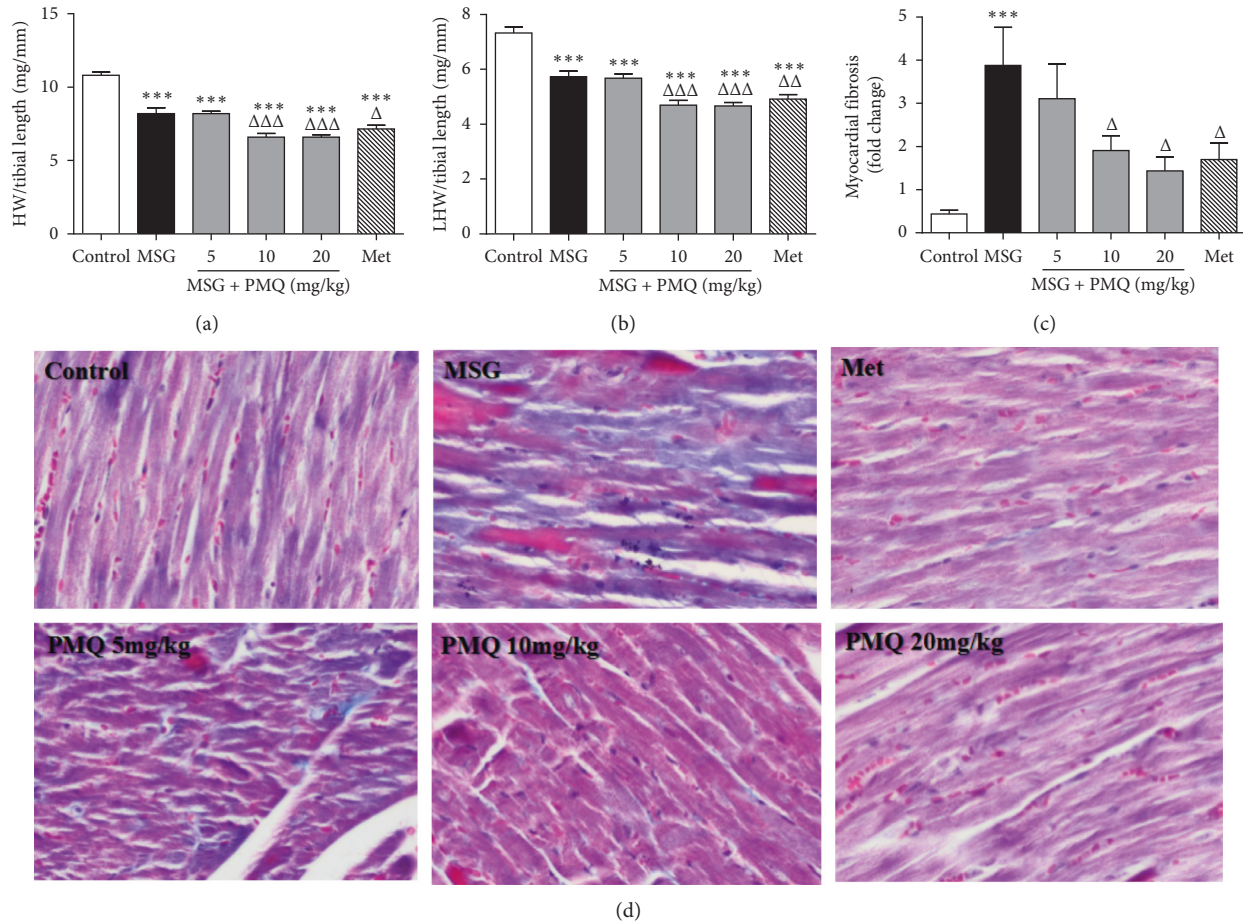 HW/tibial length (mg/mm)
15
10
5
0
***
***
***
***
***
ΔΔΔ
ΔΔΔ
Δ
Control MSG 5 10 20 Met
MSG + PMQ (mg/kg)
(a)
LHW/tibial length (mg/mm)
8
6
4
2
0
***
***
***
***
***
ΔΔΔ
ΔΔΔ
ΔΔ
Control MSG 5 10 20 Met
MSG + PMQ (mg/kg)
(b)
Myocardial fibrosis
(fold change)
5
4
3
2
1
0
***
Δ
Δ
Δ
Control MSG 5 10 20 Met
MSG + PMQ (mg/kg)
(c)
Control
MSG
Met
PMQ 5mg/kg
PMQ 10mg/kg
PMQ 20mg/kg
(d)